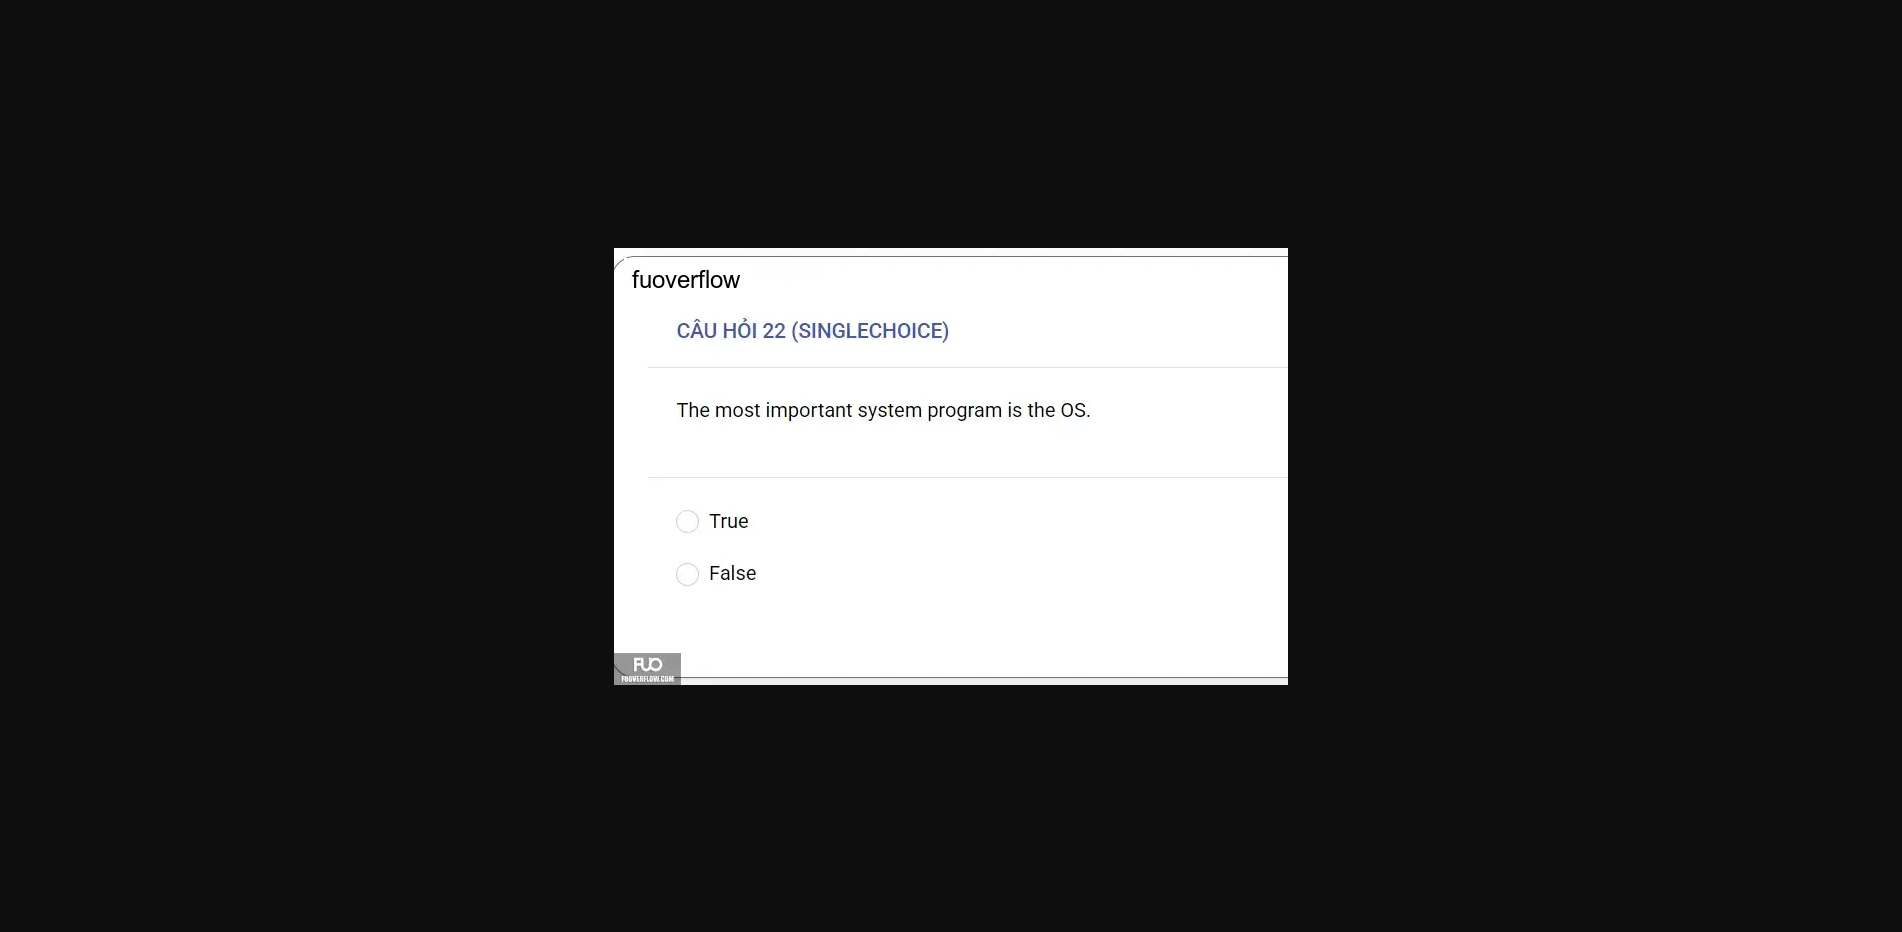 fuoverflow
CÂU HỎI 22 (SINGLECHOICE)
The most important system program is the OS.
True
False
FUO
FUOVERFLOW.COM